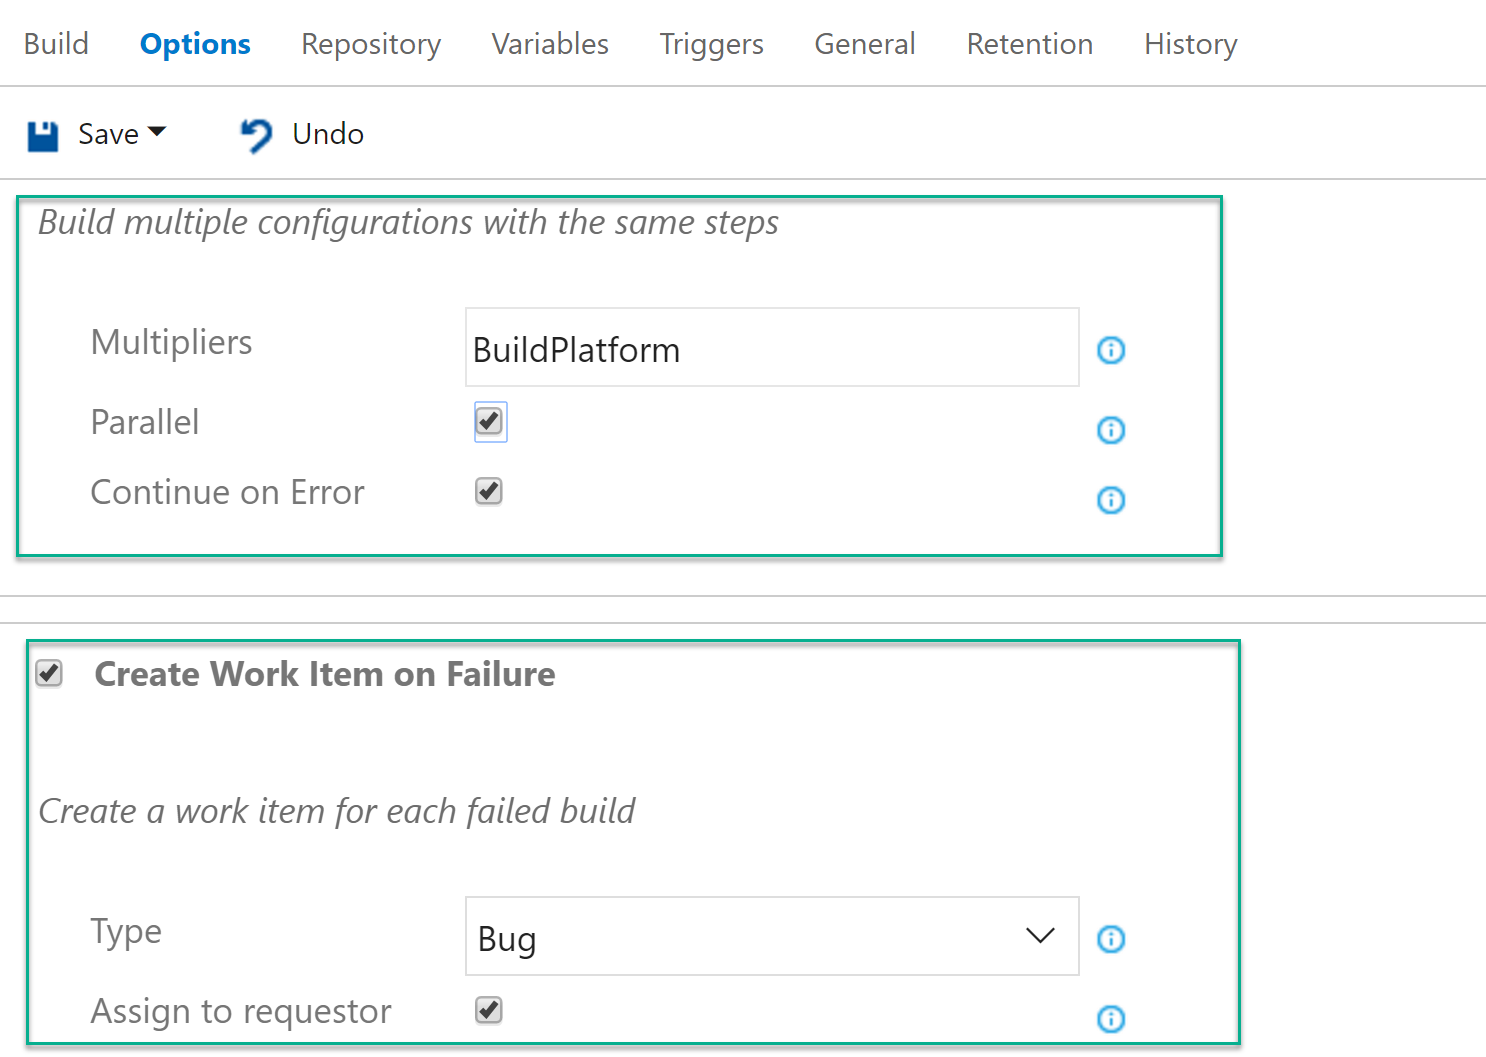 Build Options Repository Variables Triggers General Retention History
Save Undo
Build multiple configurations with the same steps
Multipliers BuildPlatform
Parallel
Continue on Error
Create Work Item on Failure
Create a work item for each failed build
Type Bug
Assign to requestor